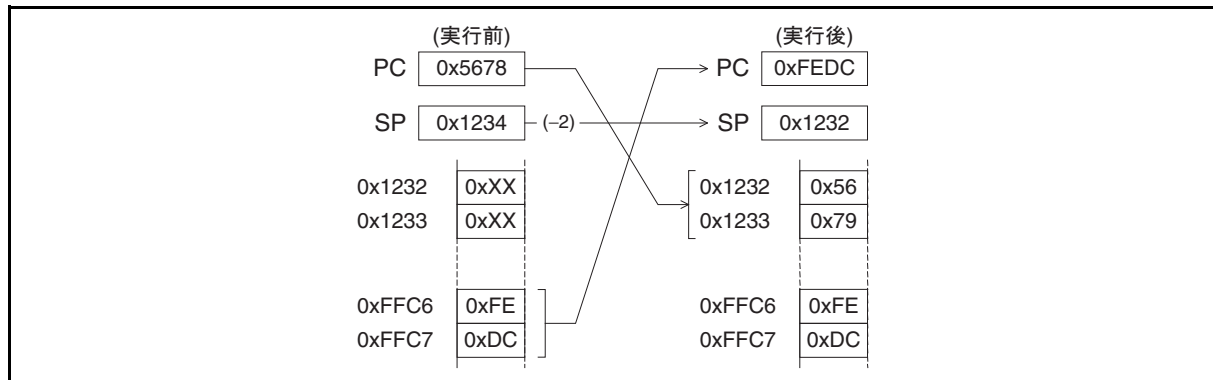 (実行前) (実行後)
PC 0x5678 PC 0xFEDC
SP 0x1234 (−2) SP 0x1232
0x1232 0xXX 0x1232 0x56
0x1233 0xXX 0x1233 0x79
0xFFC6 0xFE 0xFFC6 0xFE
0xFFC7 0xDC 0xFFC7 0xDC